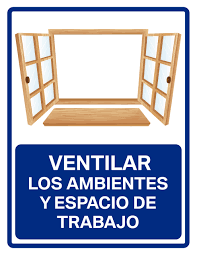 VENTILAR
LOS AMBIENTES
Y ESPACIO DE
TRABAJO